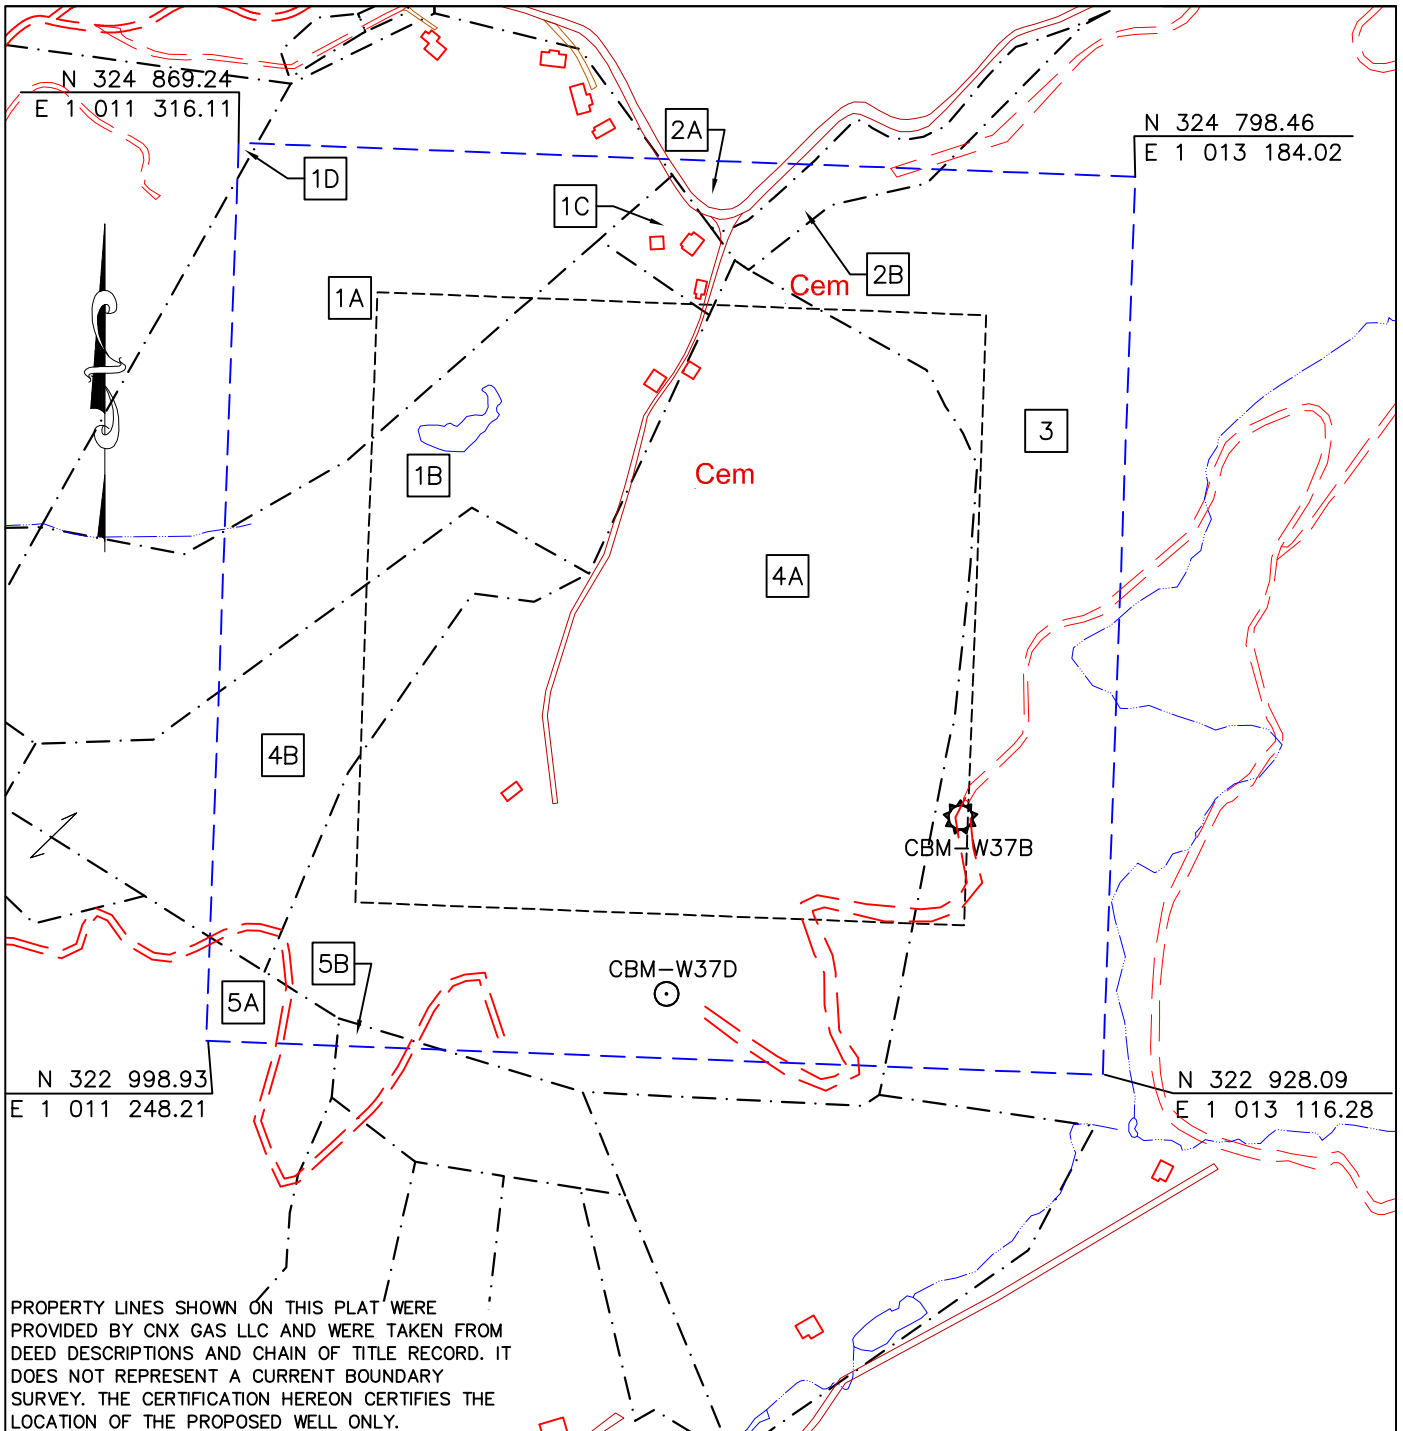 N 324 869.24
E 1 011 316.11
N 324 798.46
E 1 013 184.02
2A
1D
1C
2B
Cem
1A
3
1B
Cem
4A
4B
CBM-W37B
5B
CBM-W37D
5A
N 322 998.93
E 1 011 248.21
N 322 928.09
E 1 013 116.28
PROPERTY LINES SHOWN ON THIS PLAT WERE
PROVIDED BY CNX GAS LLC AND WERE TAKEN FROM
DEED DESCRIPTIONS AND CHAIN OF TITLE RECORD. IT
DOES NOT REPRESENT A CURRENT BOUNDARY
SURVEY. THE CERTIFICATION HEREON CERTIFIES THE
LOCATION OF THE PROPOSED WELL ONLY.